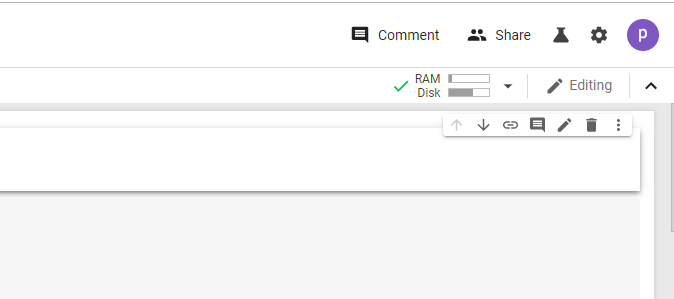 Comment Share p
RAM
Disk
Editing